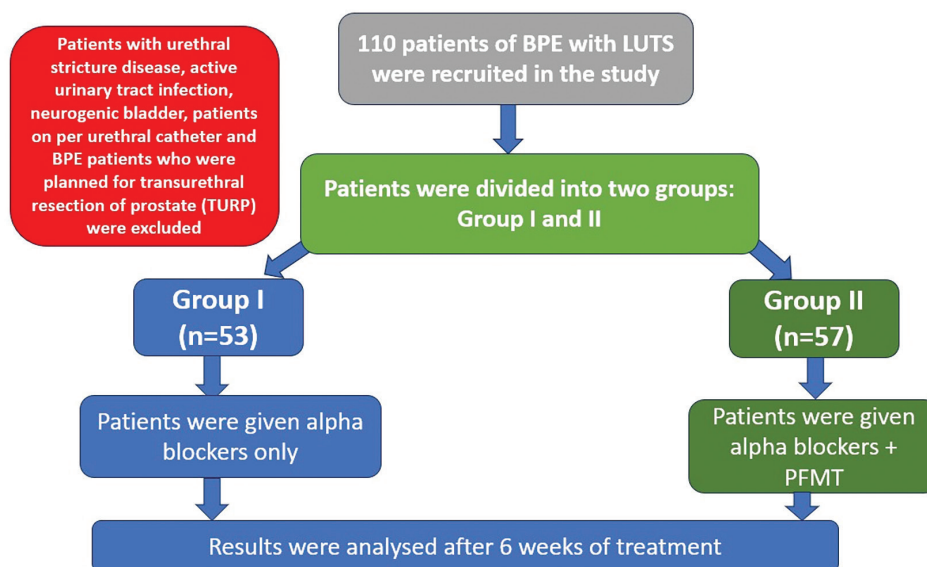 Patients with urethral
stricture disease, active
urinary tract infection,
neurogenic bladder, patients
on per urethral catheter and
BPE patients who were
planned for transurethral
resection of prostate (TURP)
were excluded
110 patients of BPE with LUTS
were recruited in the study
Patients were divided into two groups:
Group I and II
Group I
(n=53)
Group II
(n=57)
Patients were given alpha
blockers only
Patients were given
alpha blockers +
PFMT
Results were analysed after 6 weeks of treatment